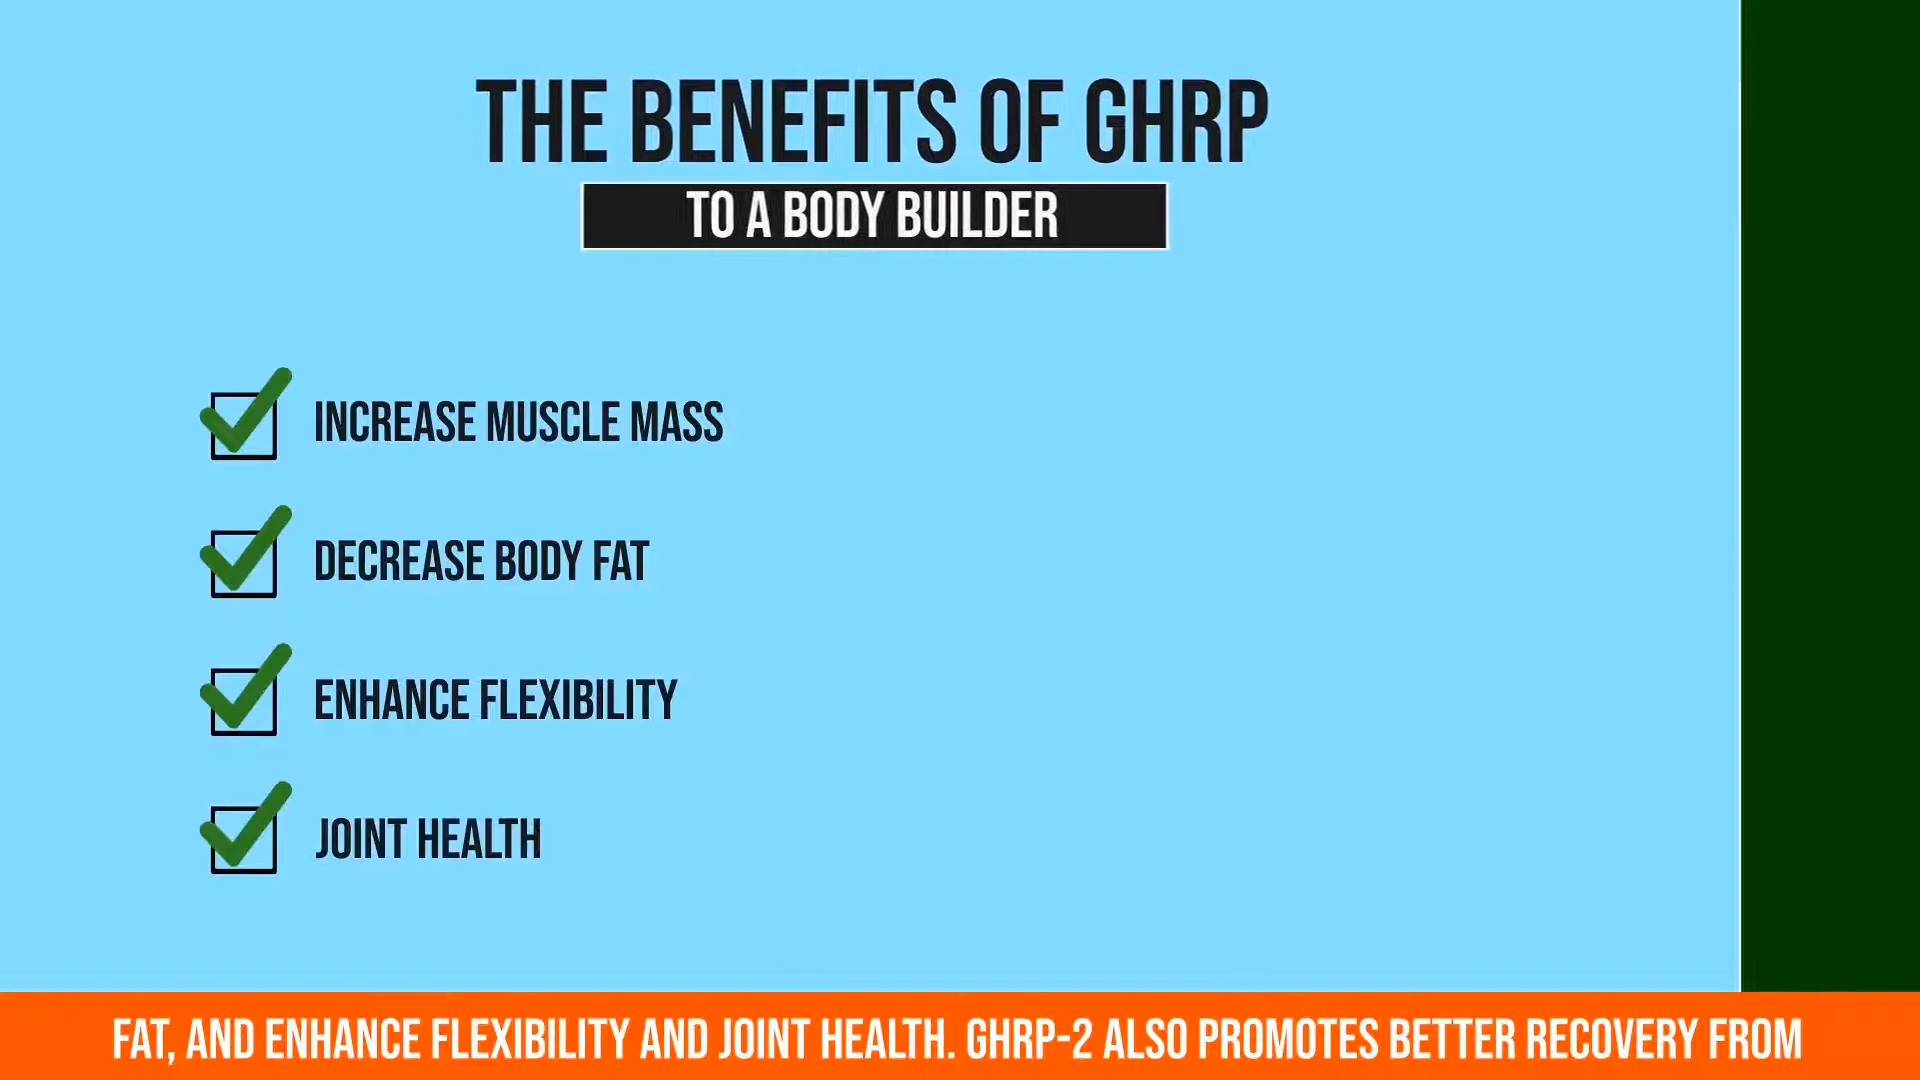 THE BENEFITS OF GHRP
TO A BODY BUILDER
INCREASE MUSCLE MASS
DECREASE BODY FAT
ENHANCE FLEXIBILITY
JOINT HEALTH
FAT, AND ENHANCE FLEXIBILITY AND JOINT HEALTH. GHRP-2 ALSO PROMOTES BETTER RECOVERY FROM